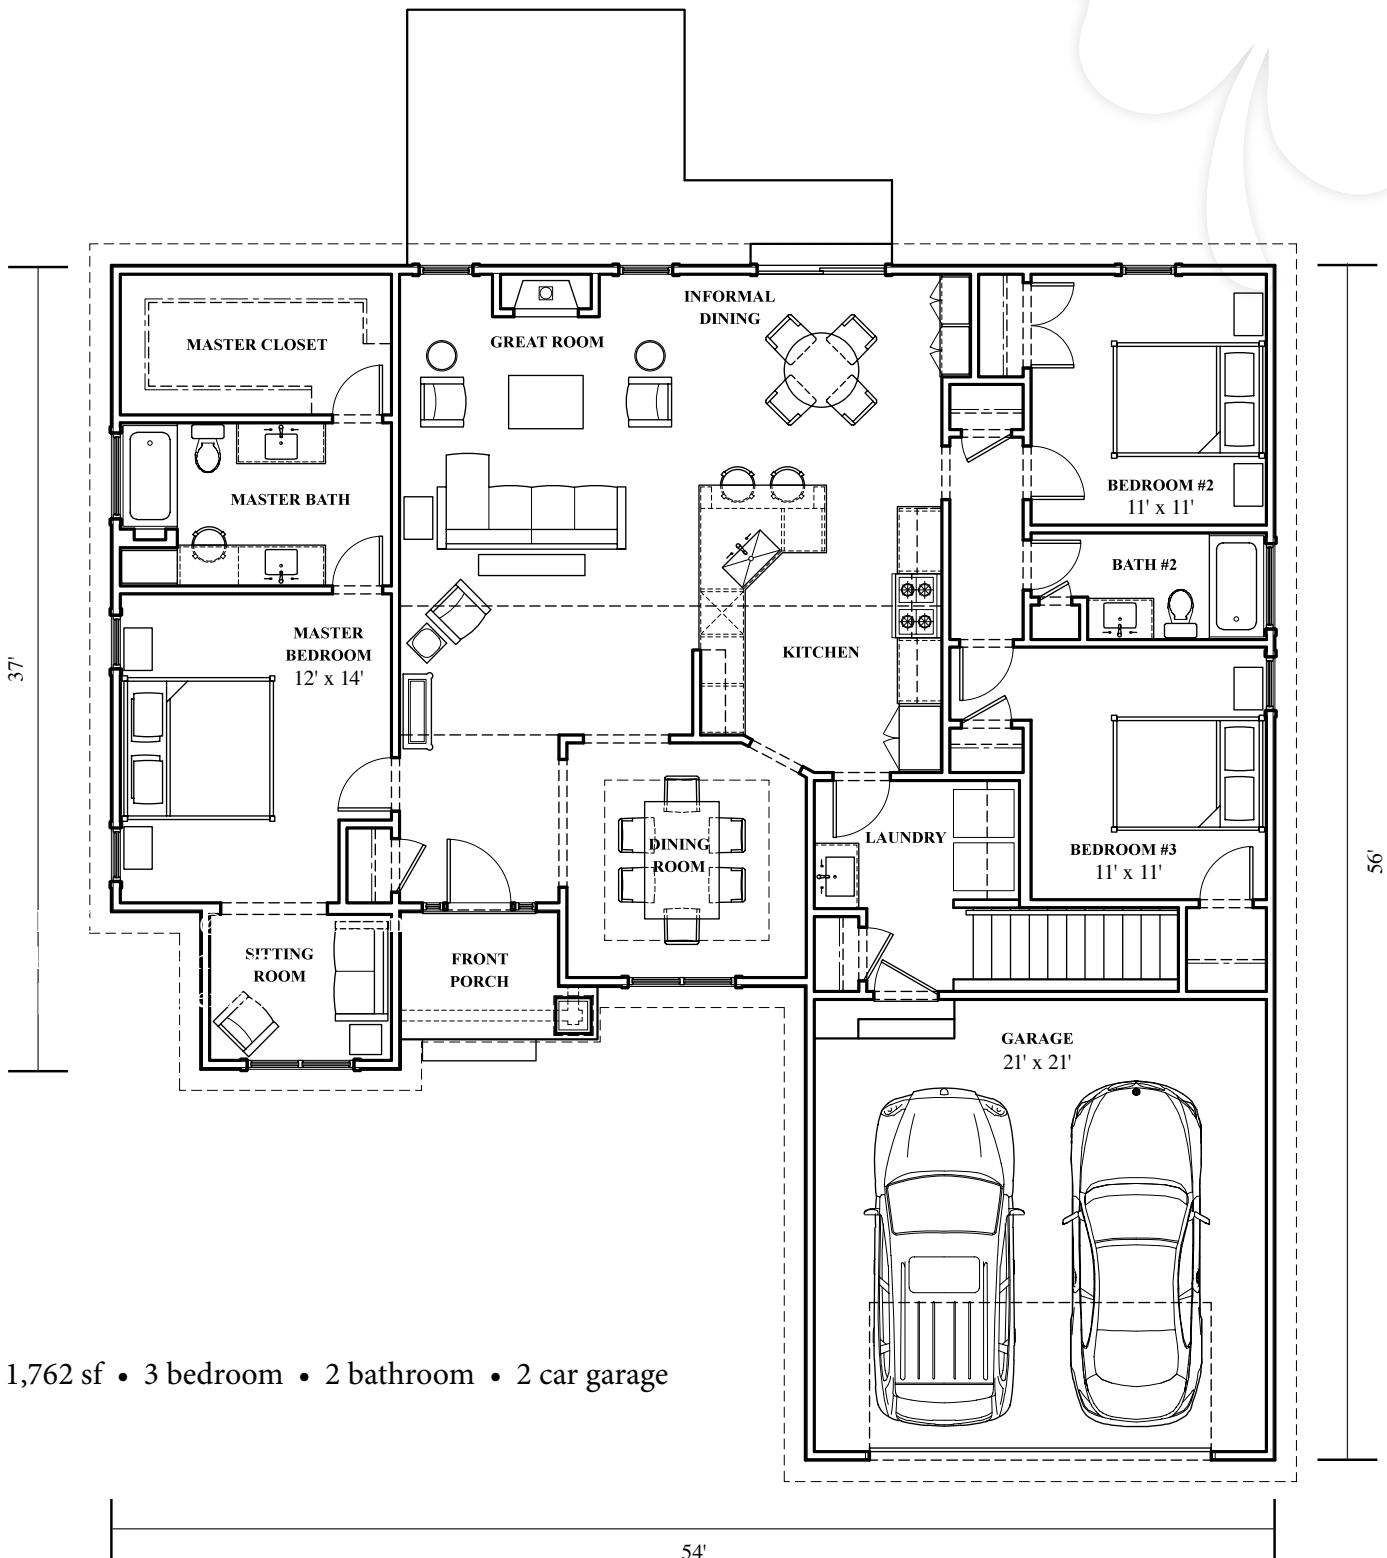 INFORMAL
DINING
MASTER CLOSET
GREAT ROOM
BEDROOM #2
11' x 11'
MASTER BATH
BATH #2
MASTER
BEDROOM
12' x 14'
KITCHEN
37'
LAUNDRY
DINING
ROOM
BEDROOM #3
11' x 11'
56'
SITTING
ROOM
FRONT
PORCH
GARAGE
21' x 21'
1,762 sf • 3 bedroom • 2 bathroom • 2 car garage
54'